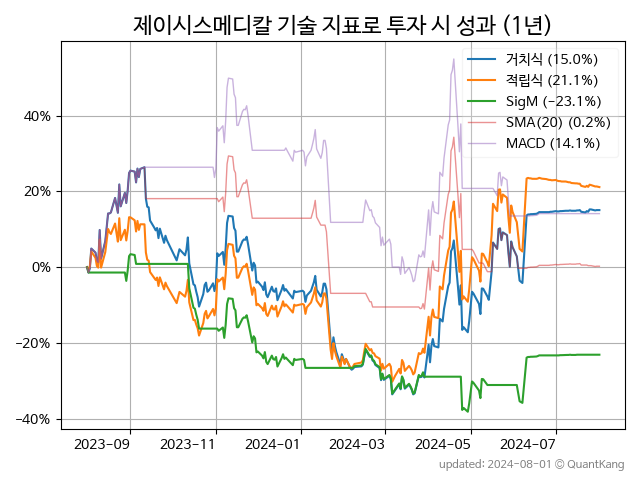 제이시스메디칼 기술 지표로 투자 시 성과 (1년)
거치식 (15.0%)
적립식 (21.1%)
SigM (−23.1%)
SMA(20) (0.2%)
MACD (14.1%)
40%
20%
0%
−20%
−40%
2023-09 2023-11 2024-01 2024-03 2024-05 2024-07
updated: 2024-08-01 © QuantKang